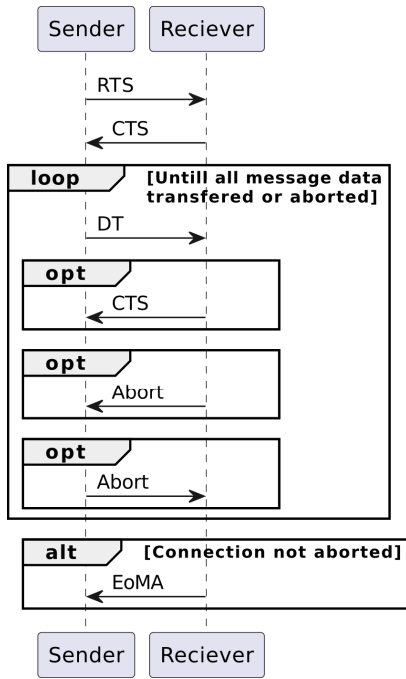 Sender Reciever
RTS
CTS
loop [Untill all message data
transfered or aborted]
DT
opt
CTS
opt
Abort
opt
Abort
alt [Connection not aborted]
EoMA
Sender Reciever